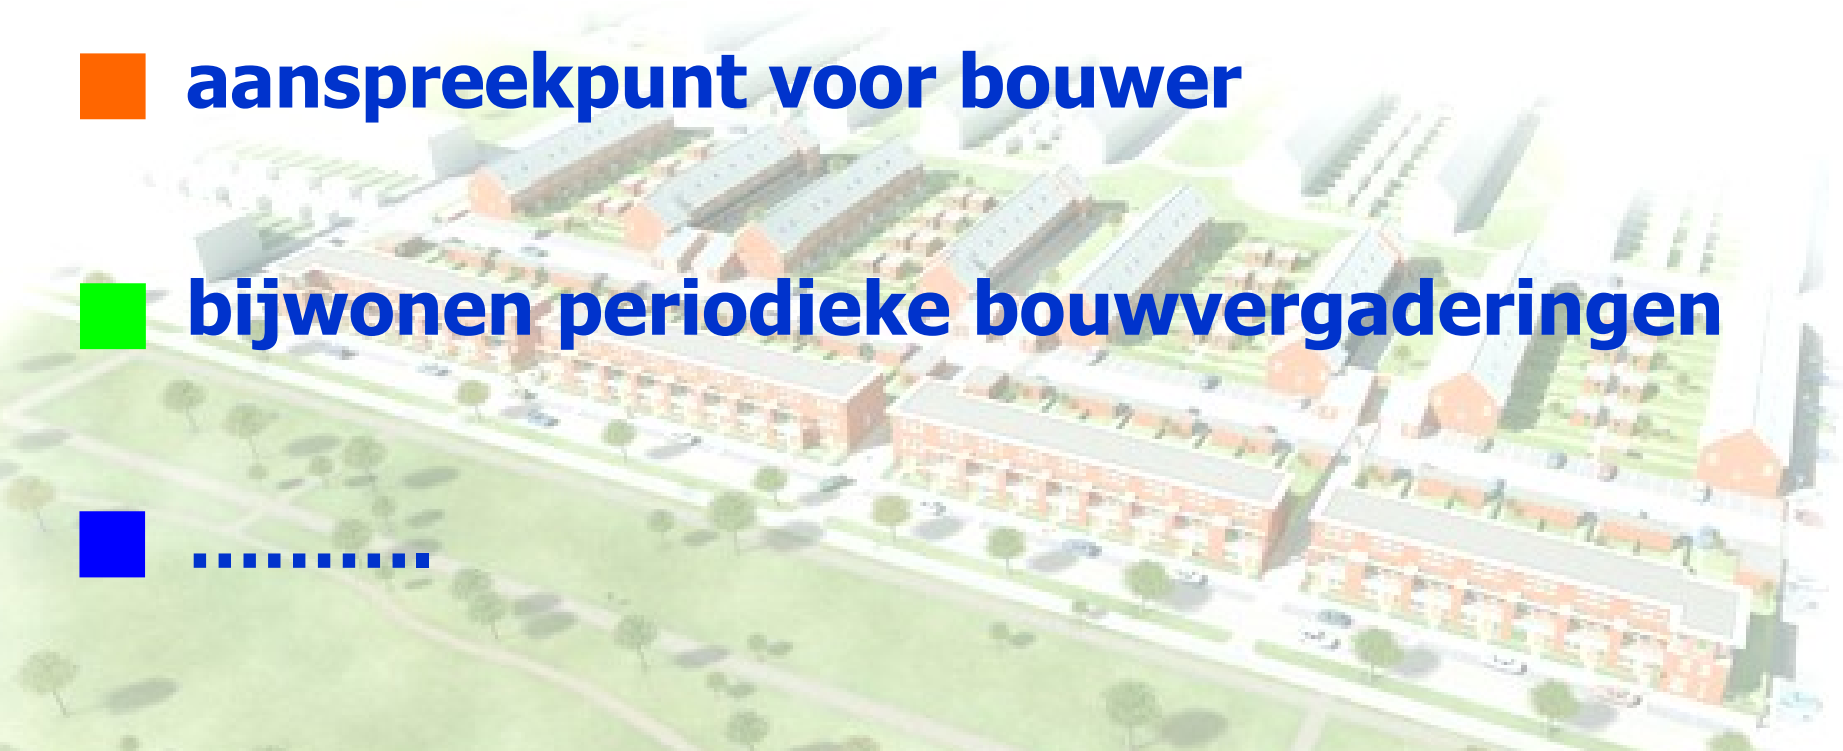 aanspreekpunt voor bouwer
bijwonen periodieke bouwvergaderingen
..........